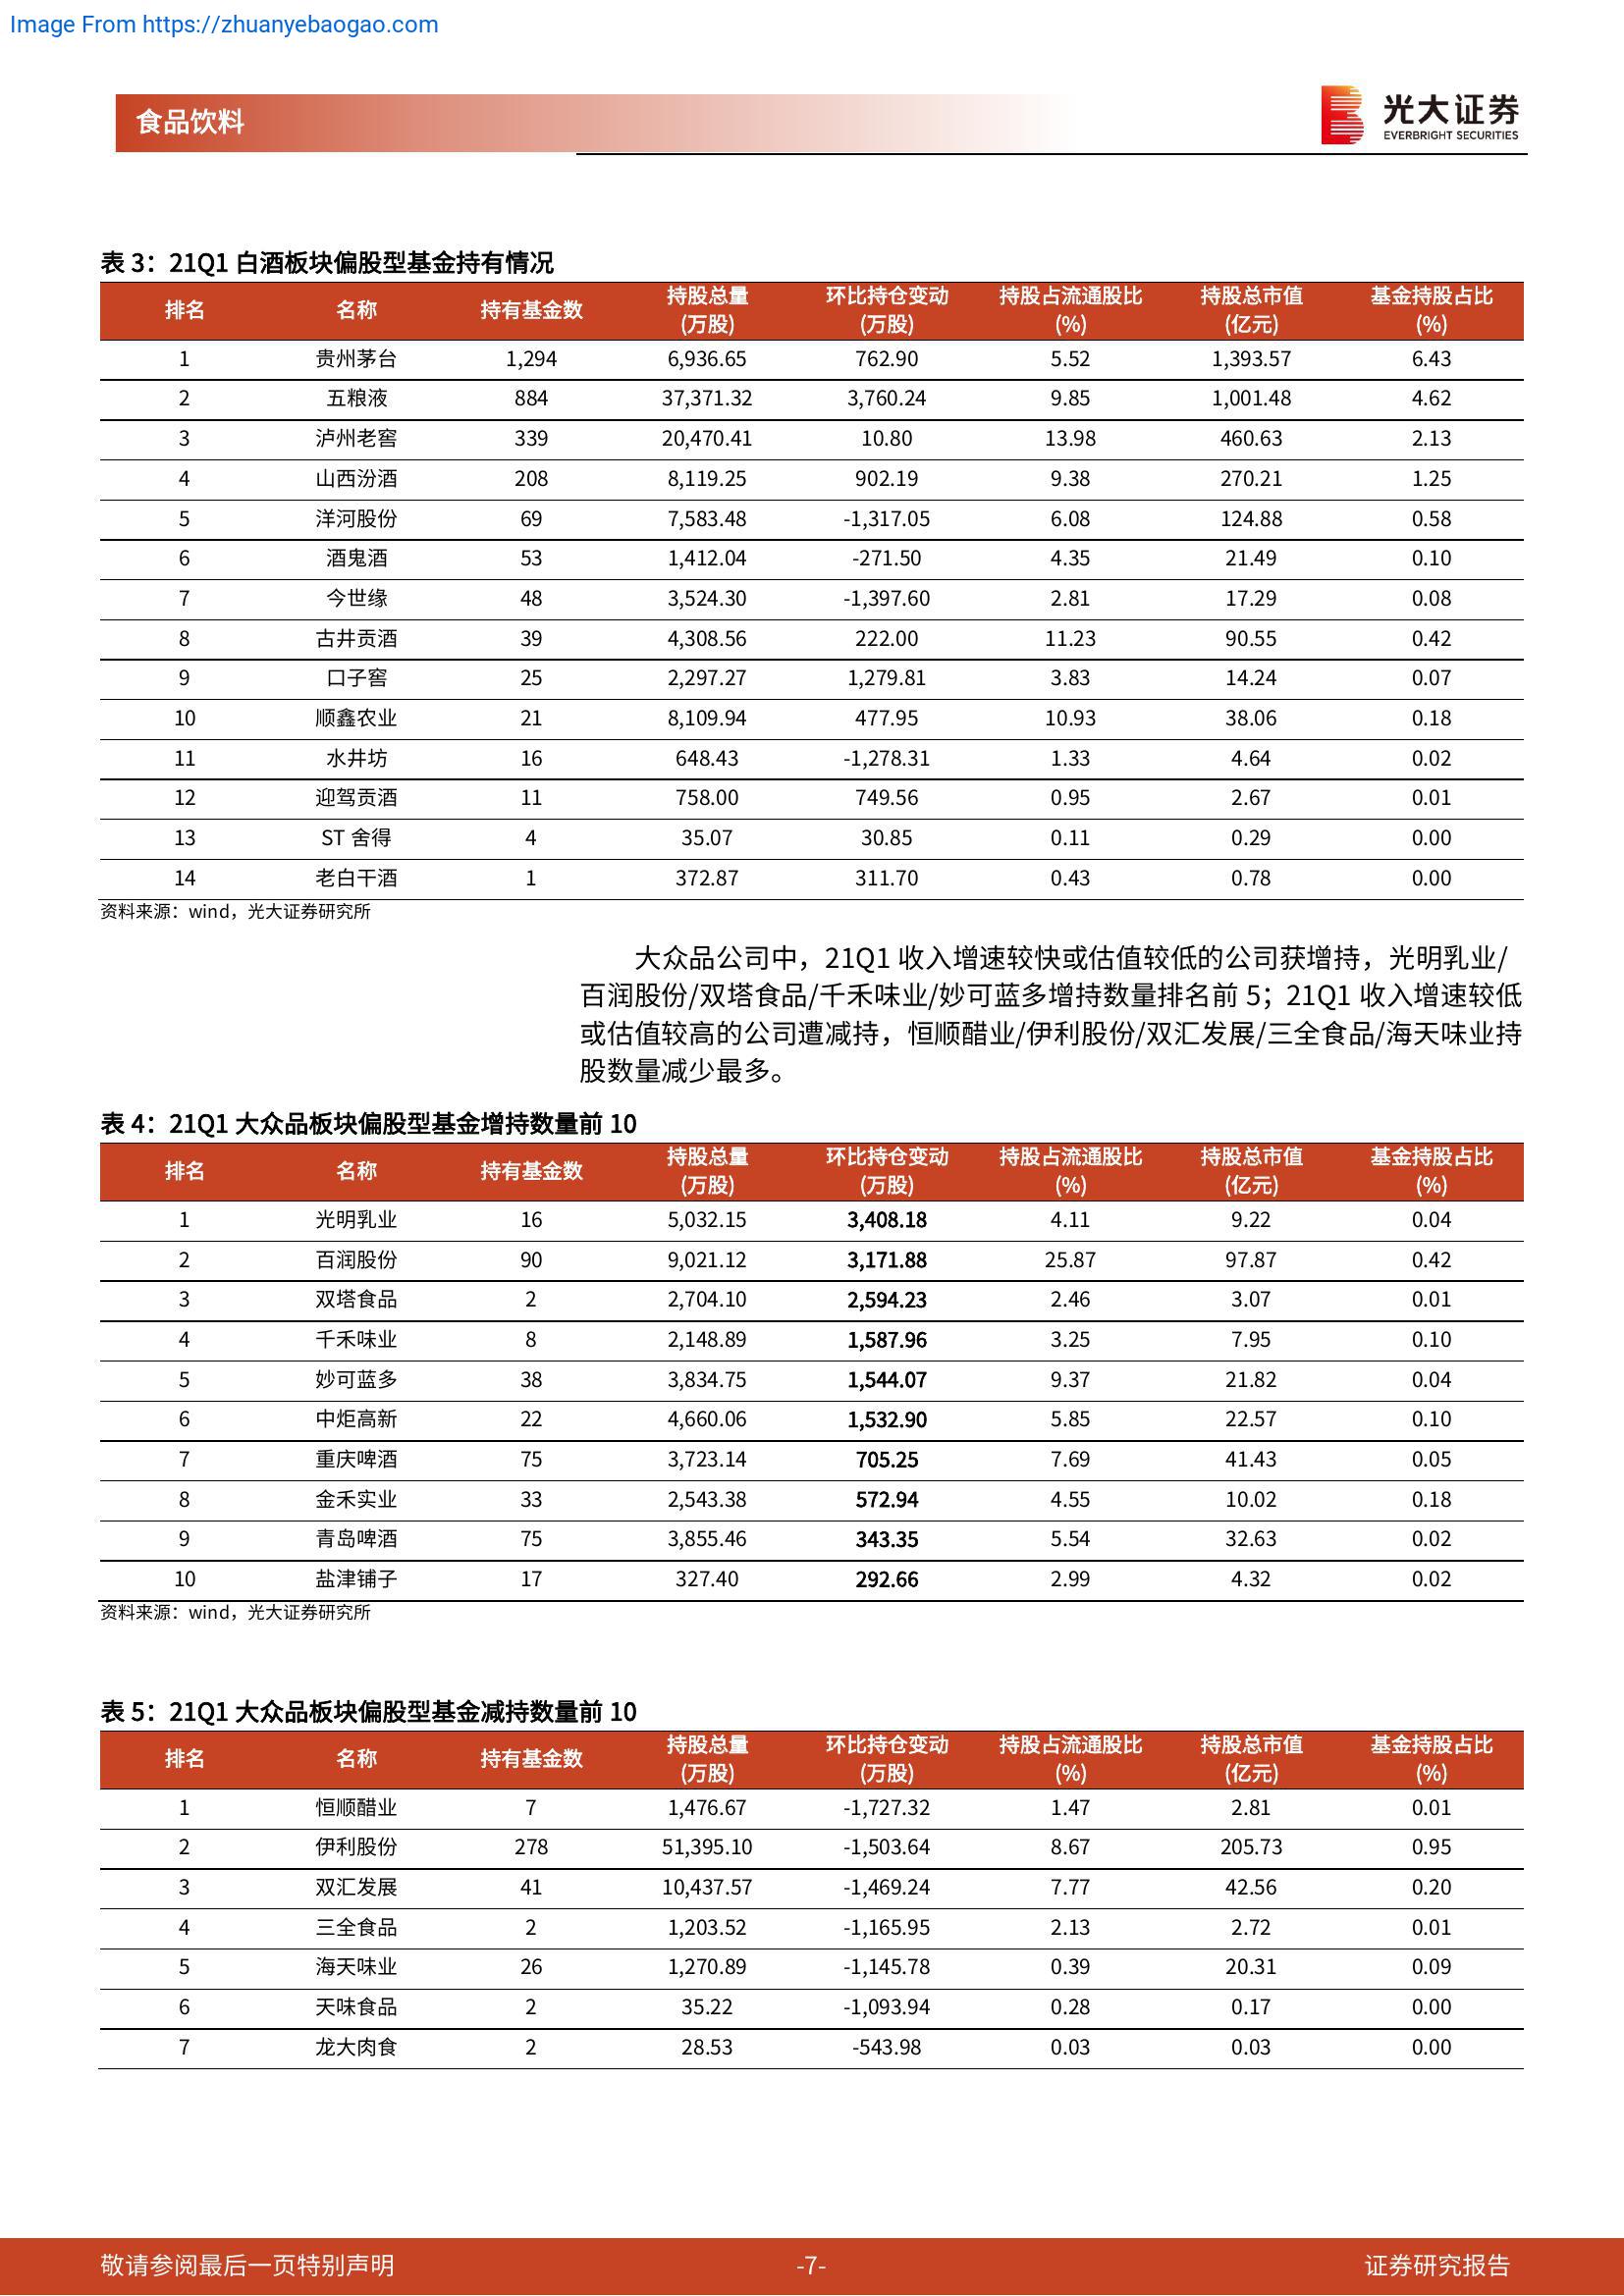 Image From https://zhuanyebaogao.com
食品饮料
光大证券
EVERBRIGHT SECURITIES
表 3：21Q1 白酒板块偏股型基金持有情况
排名 名称 持有基金数 持股总量(万股) 环比持仓变动(万股) 持股占流通股比(%) 持股总市值(亿元) 基金持股占比(%)
1 贵州茅台 1,294 6,936.65 762.90 5.52 1,393.57 6.43
2 五粮液 884 37,371.32 3,760.24 9.85 1,001.48 4.62
3 泸州老窖 339 20,470.41 10.80 13.98 460.63 2.13
4 山西汾酒 208 8,119.25 902.19 9.38 270.21 1.25
5 洋河股份 69 7,583.48 -1,317.05 6.08 124.88 0.58
6 酒鬼酒 53 1,412.04 -271.50 4.35 21.49 0.10
7 今世缘 48 3,524.30 -1,397.60 2.81 17.29 0.08
8 古井贡酒 39 4,308.56 222.00 11.23 90.55 0.42
9 口子窖 25 2,297.27 1,279.81 3.83 14.24 0.07
10 顺鑫农业 21 8,109.94 477.95 10.93 38.06 0.18
11 水井坊 16 648.43 -1,278.31 1.33 4.64 0.02
12 迎驾贡酒 11 758.00 749.56 0.95 2.67 0.01
13 ST 舍得 4 35.07 30.85 0.11 0.29 0.00
14 老白干酒 1 372.87 311.70 0.43 0.78 0.00
资料来源：wind，光大证券研究所
大众品公司中，21Q1 收入增速较快或估值较低的公司获增持，光明乳业/
百润股份/双塔食品/千禾味业/妙可蓝多增持数量排名前 5；21Q1 收入增速较低
或估值较高的公司遭减持，恒顺醋业/伊利股份/双汇发展/三全食品/海天味业持
股数量减少最多。
表 4：21Q1 大众品板块偏股型基金增持数量前 10
排名 名称 持有基金数 持股总量(万股) 环比持仓变动(万股) 持股占流通股比(%) 持股总市值(亿元) 基金持股占比(%)
1 光明乳业 16 5,032.15 3,408.18 4.11 9.22 0.04
2 百润股份 90 9,021.12 3,171.88 25.87 97.87 0.42
3 双塔食品 2 2,704.10 2,594.23 2.46 3.07 0.01
4 千禾味业 8 2,148.89 1,587.96 3.25 7.95 0.10
5 妙可蓝多 38 3,834.75 1,544.07 9.37 21.82 0.04
6 中炬高新 22 4,660.06 1,532.90 5.85 22.57 0.10
7 重庆啤酒 75 3,723.14 705.25 7.69 41.43 0.05
8 金禾实业 33 2,543.38 572.94 4.55 10.02 0.18
9 青岛啤酒 75 3,855.46 343.35 5.54 32.63 0.02
10 盐津铺子 17 327.40 292.66 2.99 4.32 0.02
资料来源：wind，光大证券研究所
表 5：21Q1 大众品板块偏股型基金减持数量前 10
排名 名称 持有基金数 持股总量(万股) 环比持仓变动(万股) 持股占流通股比(%) 持股总市值(亿元) 基金持股占比(%)
1 恒顺醋业 7 1,476.67 -1,727.32 1.47 2.81 0.01
2 伊利股份 278 51,395.10 -1,503.64 8.67 205.73 0.95
3 双汇发展 41 10,437.57 -1,469.24 7.77 42.56 0.20
4 三全食品 2 1,203.52 -1,165.95 2.13 2.72 0.01
5 海天味业 26 1,270.89 -1,145.78 0.39 20.31 0.09
6 天味食品 2 35.22 -1,093.94 0.28 0.17 0.00
7 龙大肉食 2 28.53 -543.98 0.03 0.03 0.00
敬请参阅最后一页特别声明 -7- 证券研究报告